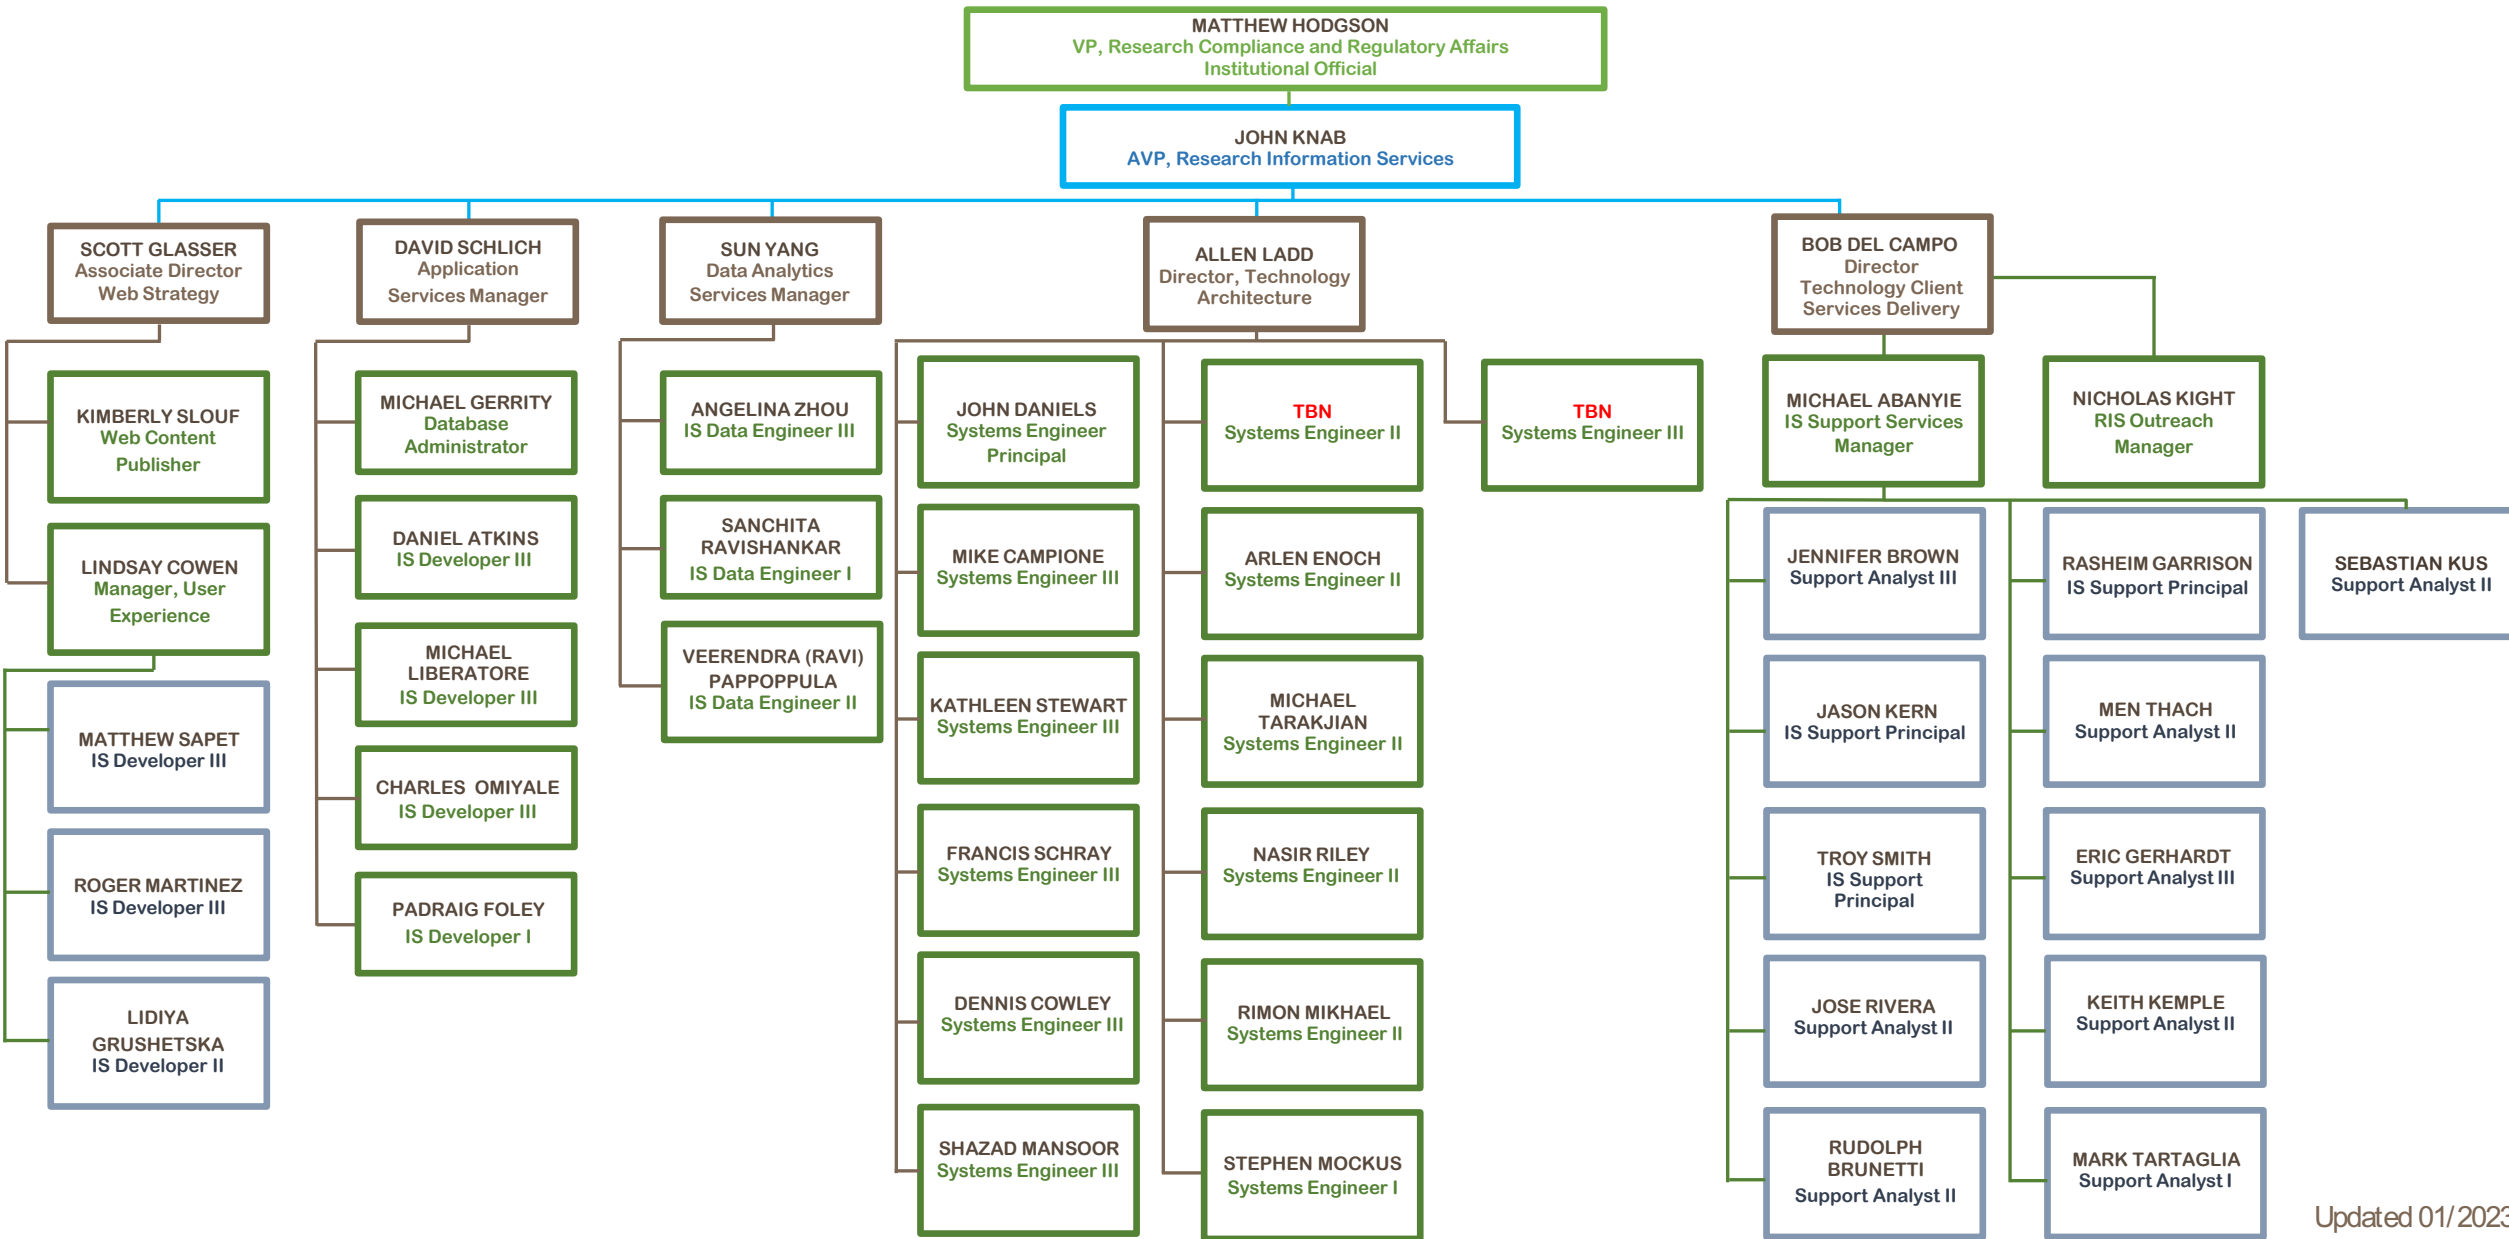 MATTHEW HODGSON
VP, Research Compliance and Regulatory Affairs
Institutional Official
JOHN KNAB
AVP, Research Information Services
SCOTT GLASSER
Associate Director
Web Strategy
DAVID SCHLICH
Application
Services Manager
SUN YANG
Data Analytics
Services Manager
ALLEN LADD
Director, Technology
Architecture
BOB DEL CAMPO
Director
Technology Client
Services Delivery
KIMBERLY SLOUF
Web Content
Publisher
LINDSAY COWEN
Manager, User
Experience
MATTHEW SAPET
IS Developer III
ROGER MARTINEZ
IS Developer III
LIDIYA
GRUSHETSKA
IS Developer II
MICHAEL GERRITY
Database
Administrator
DANIEL ATKINS
IS Developer III
MICHAEL
LIBERATORE
IS Developer III
CHARLES OMIYALE
IS Developer III
PADRAIG FOLEY
IS Developer I
ANGELINA ZHOU
IS Data Engineer III
SANCHITA
RAVISHANKAR
IS Data Engineer I
VEERENDRA (RAVI)
PAPPOPPULA
IS Data Engineer II
JOHN DANIELS
Systems Engineer
Principal
MIKE CAMPIONE
Systems Engineer III
KATHLEEN STEWART
Systems Engineer III
FRANCIS SCHRAY
Systems Engineer III
DENNIS COWLEY
Systems Engineer III
SHAZAD MANSOOR
Systems Engineer III
TBN
Systems Engineer II
ARLEN ENOCH
Systems Engineer II
MICHAEL
TARAKJIAN
Systems Engineer II
NASIR RILEY
Systems Engineer II
RIMON MIKHAEL
Systems Engineer II
STEPHEN MOCKUS
Systems Engineer I
TBN
Systems Engineer III
MICHAEL ABANYIE
IS Support Services
Manager
NICHOLAS KIGHT
RIS Outreach
Manager
JENNIFER BROWN
Support Analyst III
JASON KERN
IS Support Principal
TROY SMITH
IS Support
Principal
JOSE RIVERA
Support Analyst II
RUDOLPH
BRUNETTI
Support Analyst II
RASHEIM GARRISON
IS Support Principal
MEN THACH
Support Analyst II
ERIC GERHARDT
Support Analyst III
KEITH KEMPLE
Support Analyst II
MARK TARTAGLIA
Support Analyst I
SEBASTIAN KUS
Support Analyst II
Updated 01/2023